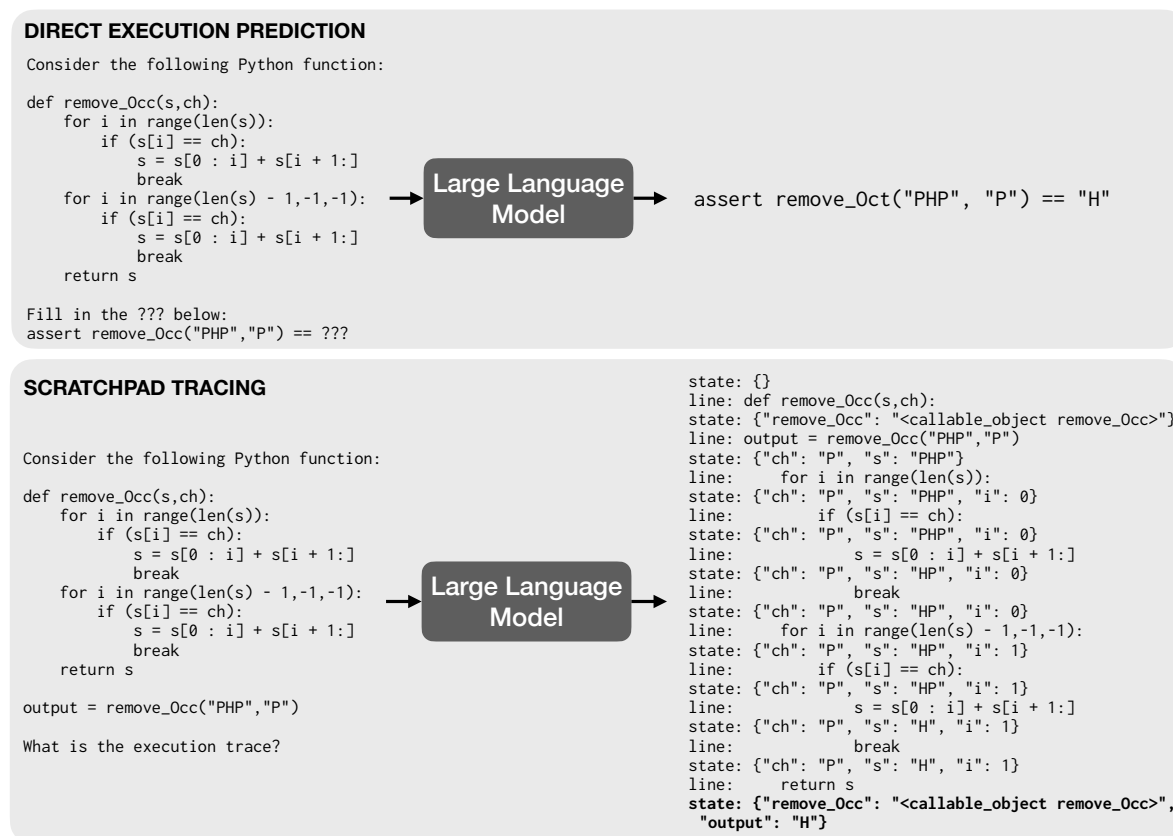 DIRECT EXECUTION PREDICTION
Consider the following Python function:
def remove_Occ(s,ch):
    for i in range(len(s)):
        if (s[i] == ch):
            s = s[0 : i] + s[i + 1:]
            break
    for i in range(len(s) - 1,-1,-1):
        if (s[i] == ch):
            s = s[0 : i] + s[i + 1:]
            break
    return s
Fill in the ??? below:
assert remove_Occ("PHP","P") == ???
Large Language
Model
assert remove_Oct("PHP", "P") == "H"
SCRATCHPAD TRACING
Consider the following Python function:
def remove_Occ(s,ch):
    for i in range(len(s)):
        if (s[i] == ch):
            s = s[0 : i] + s[i + 1:]
            break
    for i in range(len(s) - 1,-1,-1):
        if (s[i] == ch):
            s = s[0 : i] + s[i + 1:]
            break
    return s
output = remove_Occ("PHP","P")
What is the execution trace?
Large Language
Model
state: {}
line: def remove_Occ(s,ch):
state: {"remove_Occ": "<callable_object remove_Occ>"}
line: output = remove_Occ("PHP","P")
state: {"ch": "P", "s": "PHP"}
line:     for i in range(len(s)):
state: {"ch": "P", "s": "PHP", "i": 0}
line:         if (s[i] == ch):
state: {"ch": "P", "s": "PHP", "i": 0}
line:             s = s[0 : i] + s[i + 1:]
state: {"ch": "P", "s": "HP", "i": 0}
line:             break
state: {"ch": "P", "s": "HP", "i": 0}
line:     for i in range(len(s) - 1,-1,-1):
state: {"ch": "P", "s": "HP", "i": 1}
line:         if (s[i] == ch):
state: {"ch": "P", "s": "HP", "i": 1}
line:             s = s[0 : i] + s[i + 1:]
state: {"ch": "P", "s": "H", "i": 1}
line:             break
state: {"ch": "P", "s": "H", "i": 1}
line:     return s
state: {"remove_Occ": "<callable_object remove_Occ>",
"output": "H"}